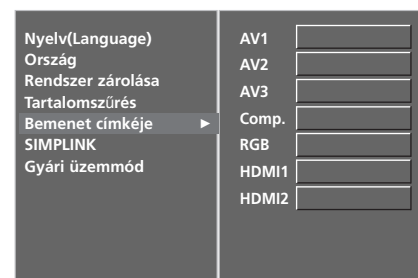 Nyelv(Language)
Ország
Rendszer zárolása
Tartalomszűrés
Bemenet címkéje ►
SIMPLINK
Gyári üzemmód
AV1
AV2
AV3
Comp.
RGB
HDMI1
HDMI2